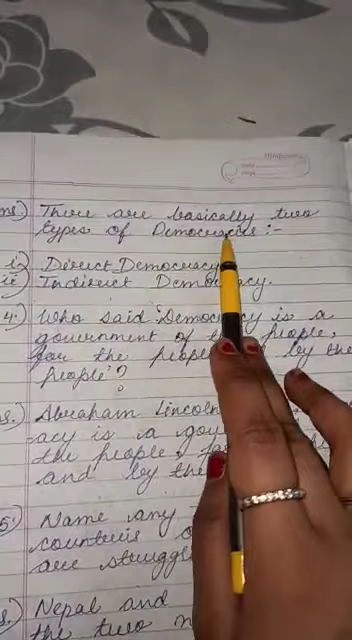 Ans.) There are basically two
types of Democracies :-
i.) Direct Democracy
ii.) Indirect Democracy.
4.) Who said 'Democracy is a
government of the people,
for the people by the
people'?
Abraham Lincoln
acy is a gov
the people, f
and by the
5.) Name any
countries
are struggl
Nepal and
the two n